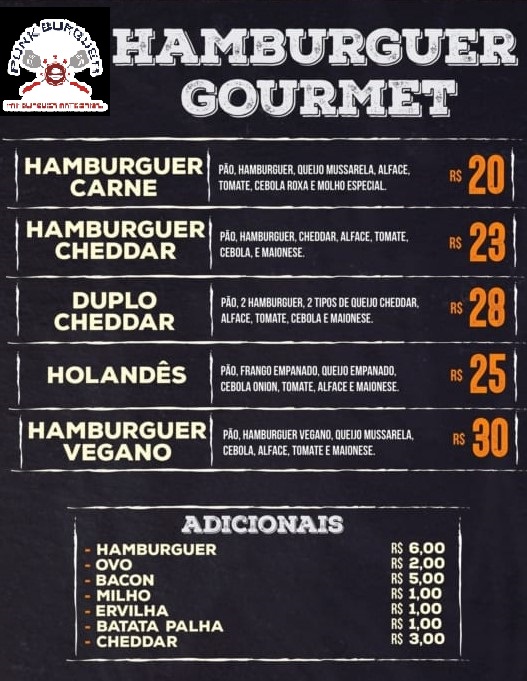 PUNK BURGUER
HAMBURGUER
GOURMET
HAMBURGUER
CARNE
PÃO, HAMBURGUER, QUEIJO MUSSARELA, ALFACE,
TOMATE, CEBOLA ROXA E MOLHO ESPECIAL.
R$ 20
HAMBURGUER
CHEDDAR
PÃO, HAMBURGUER, CHEDDAR, ALFACE, TOMATE,
CEBOLA, E MAIONESE.
R$ 23
DUPLO
CHEDDAR
PÃO, 2 HAMBURGUER, 2 TIPOS DE QUEIJO CHEDDAR,
ALFACE, TOMATE, CEBOLA E MAIONESE.
R$ 28
HOLANDÊS
PÃO, FRANGO EMPANADO, QUEIJO EMPANADO,
CEBOLA ONION, TOMATE, ALFACE E MAIONESE.
R$ 25
HAMBURGUER
VEGANO
PÃO, HAMBURGUER VEGANO, QUEIJO MUSSARELA,
CEBOLA, ALFACE, TOMATE E MAIONESE.
R$ 30
ADICIONAIS
- HAMBURGUER R$ 6,00
- OVO R$ 2,00
- BACON R$ 5,00
- MILHO R$ 1,00
- ERVILHA R$ 1,00
- BATATA PALHA R$ 1,00
- CHEDDAR R$ 3,00